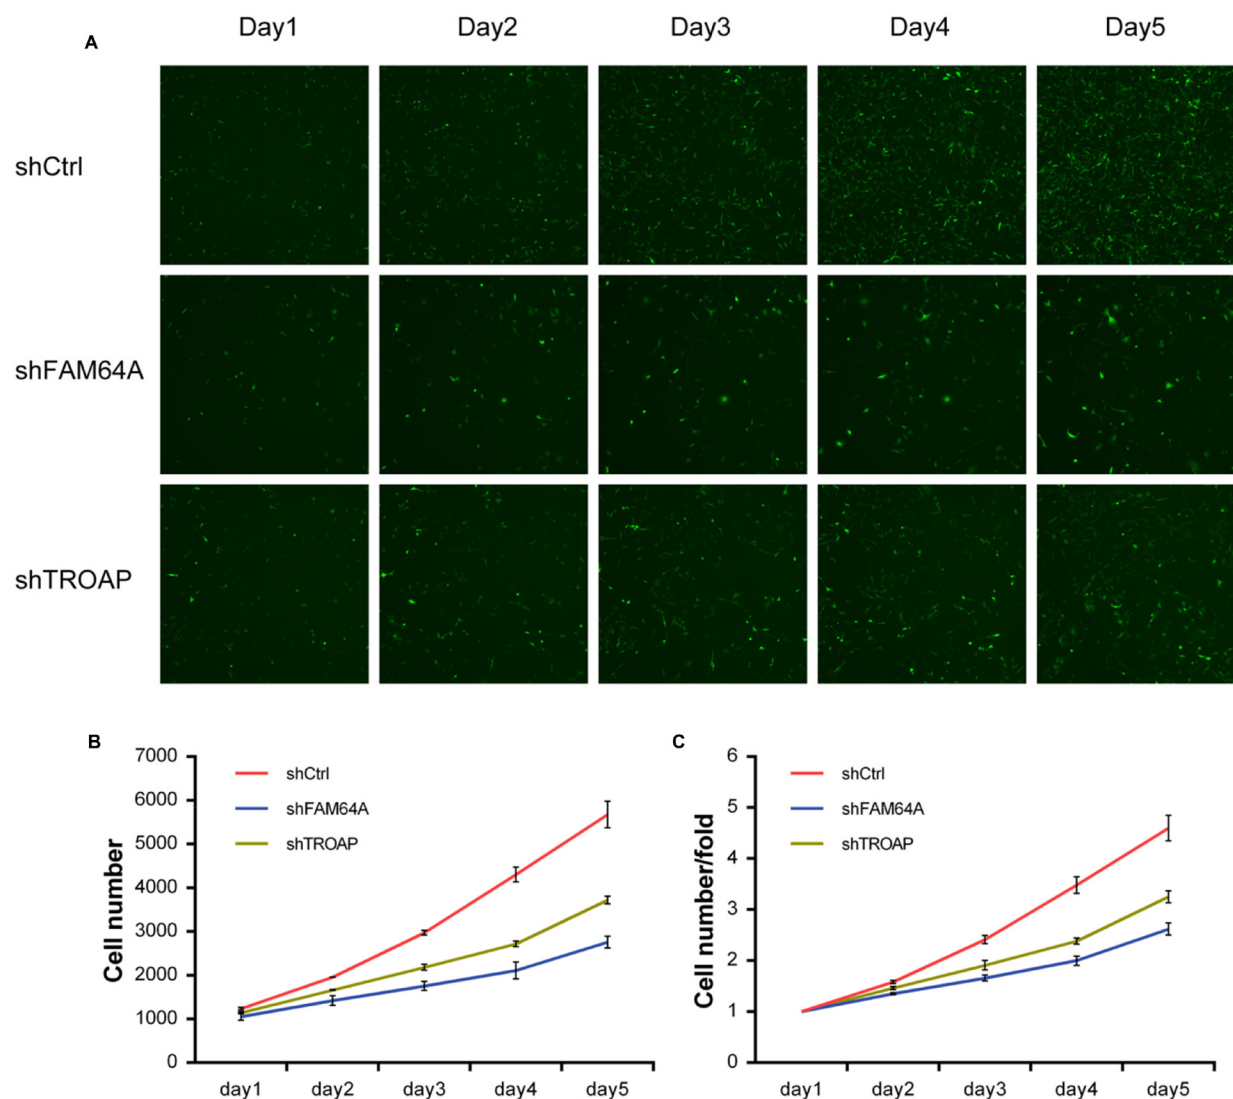 A
Day1 Day2 Day3 Day4 Day5
shCtrl
shFAM64A
shTROAP
B
Cell number
7000
6000
5000
4000
3000
2000
1000
0
shCtrl
shFAM64A
shTROAP
day1 day2 day3 day4 day5
C
Cell number/fold
6
5
4
3
2
1
0
shCtrl
shFAM64A
shTROAP
day1 day2 day3 day4 day5